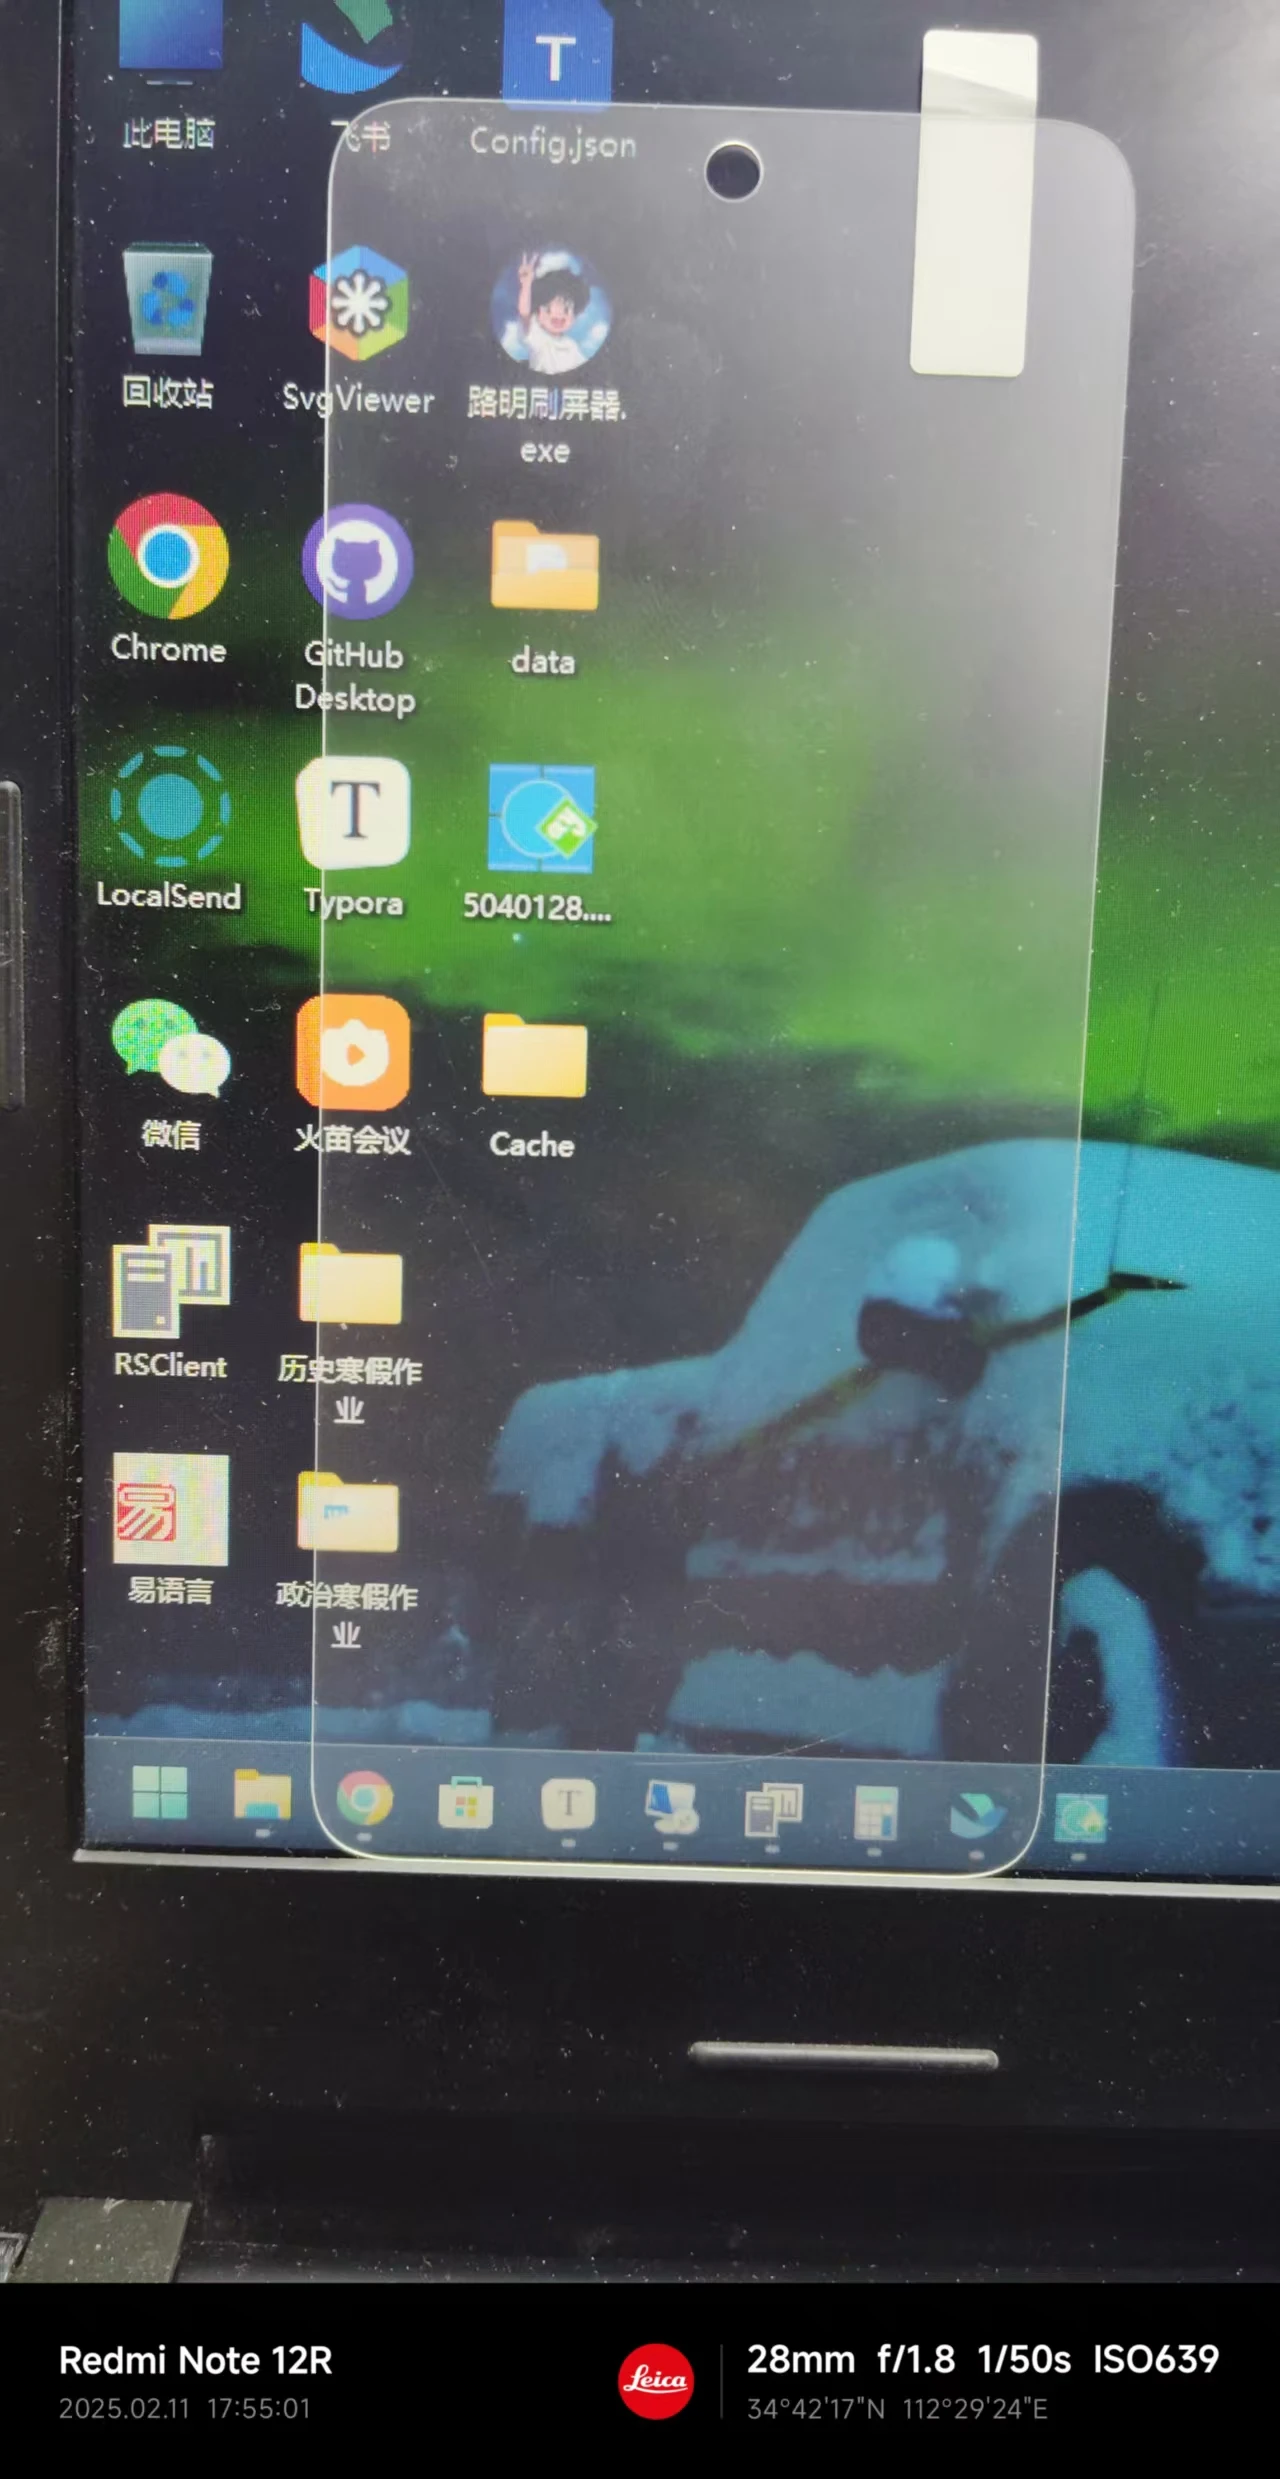 T
此电脑
飞书
Config.json
回收站
SvgViewer
路明刷屏器.
exe
Chrome
GitHub
Desktop
data
LocalSend
T
Typora
5040128....
微信
火苗会议
Cache
RSClient
历史寒假作
业
易
易语言
政治寒假作
业
T
Redmi Note 12R
2025.02.11 17:55:01
Leica
28mm f/1.8 1/50s ISO639
34°42'17"N 112°29'24"E